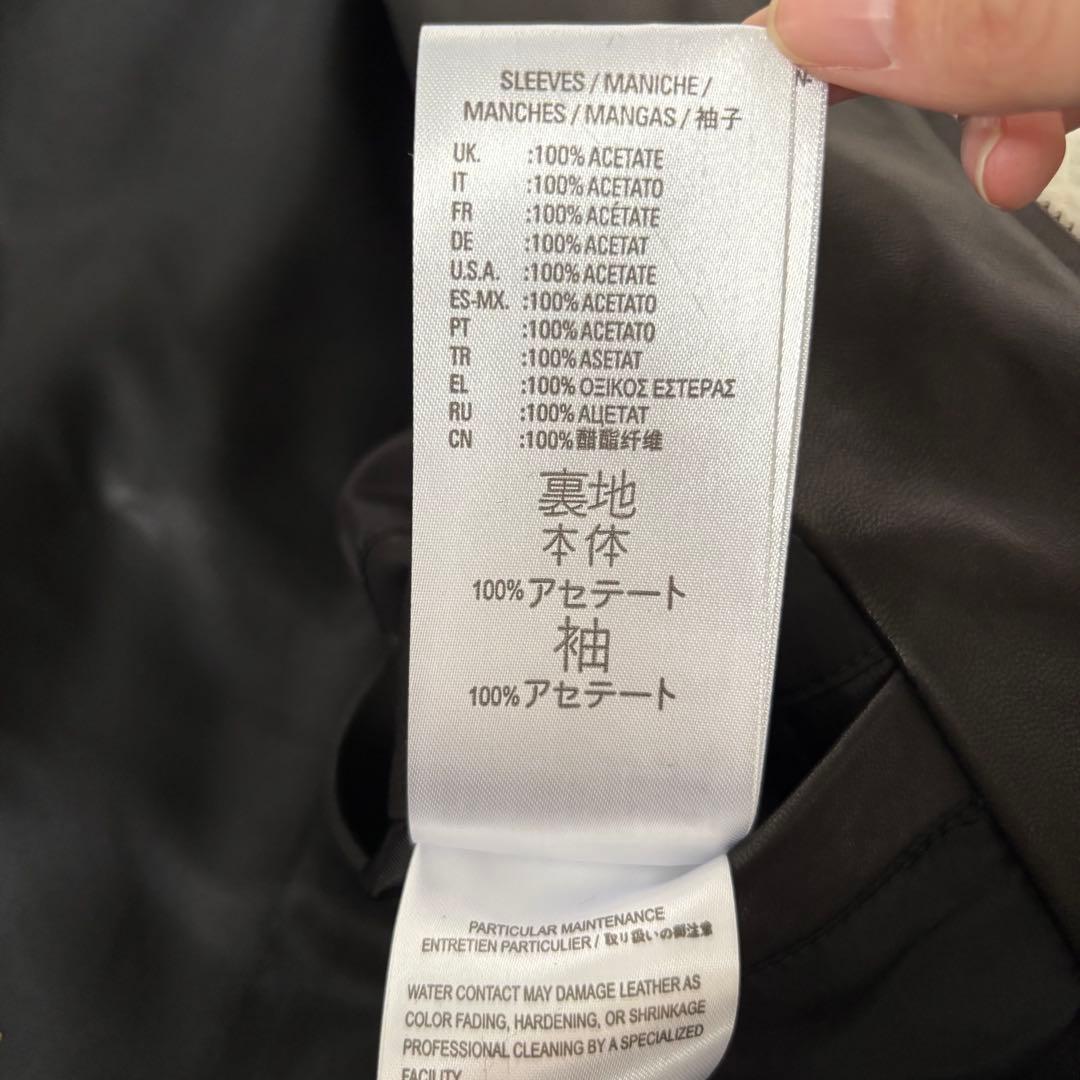 SLEEVES / MANICHE /
MANCHES / MANGAS / 袖子
UK. :100% ACETATE
IT :100% ACETATO
FR :100% ACÉTATE
DE :100% ACETAT
U.S.A. :100% ACETATE
ES-MX. :100% ACETATO
PT :100% ACETATO
TR :100% ASETAT
EL :100% ΟΞΙΚΟΣ ΕΣΤΕΡΑΣ
RU :100% АЦЕТАТ
CN :100% 醋酯纤维
裏地
本体
100% アセテート
袖
100% アセテート
PARTICULAR MAINTENANCE
ENTRETIEN PARTICULIER / 取り扱いの御注意
WATER CONTACT MAY DAMAGE LEATHER AS
COLOR FADING, HARDENING, OR SHRINKAGE
PROFESSIONAL CLEANING BY A SPECIALIZED
FACILITY